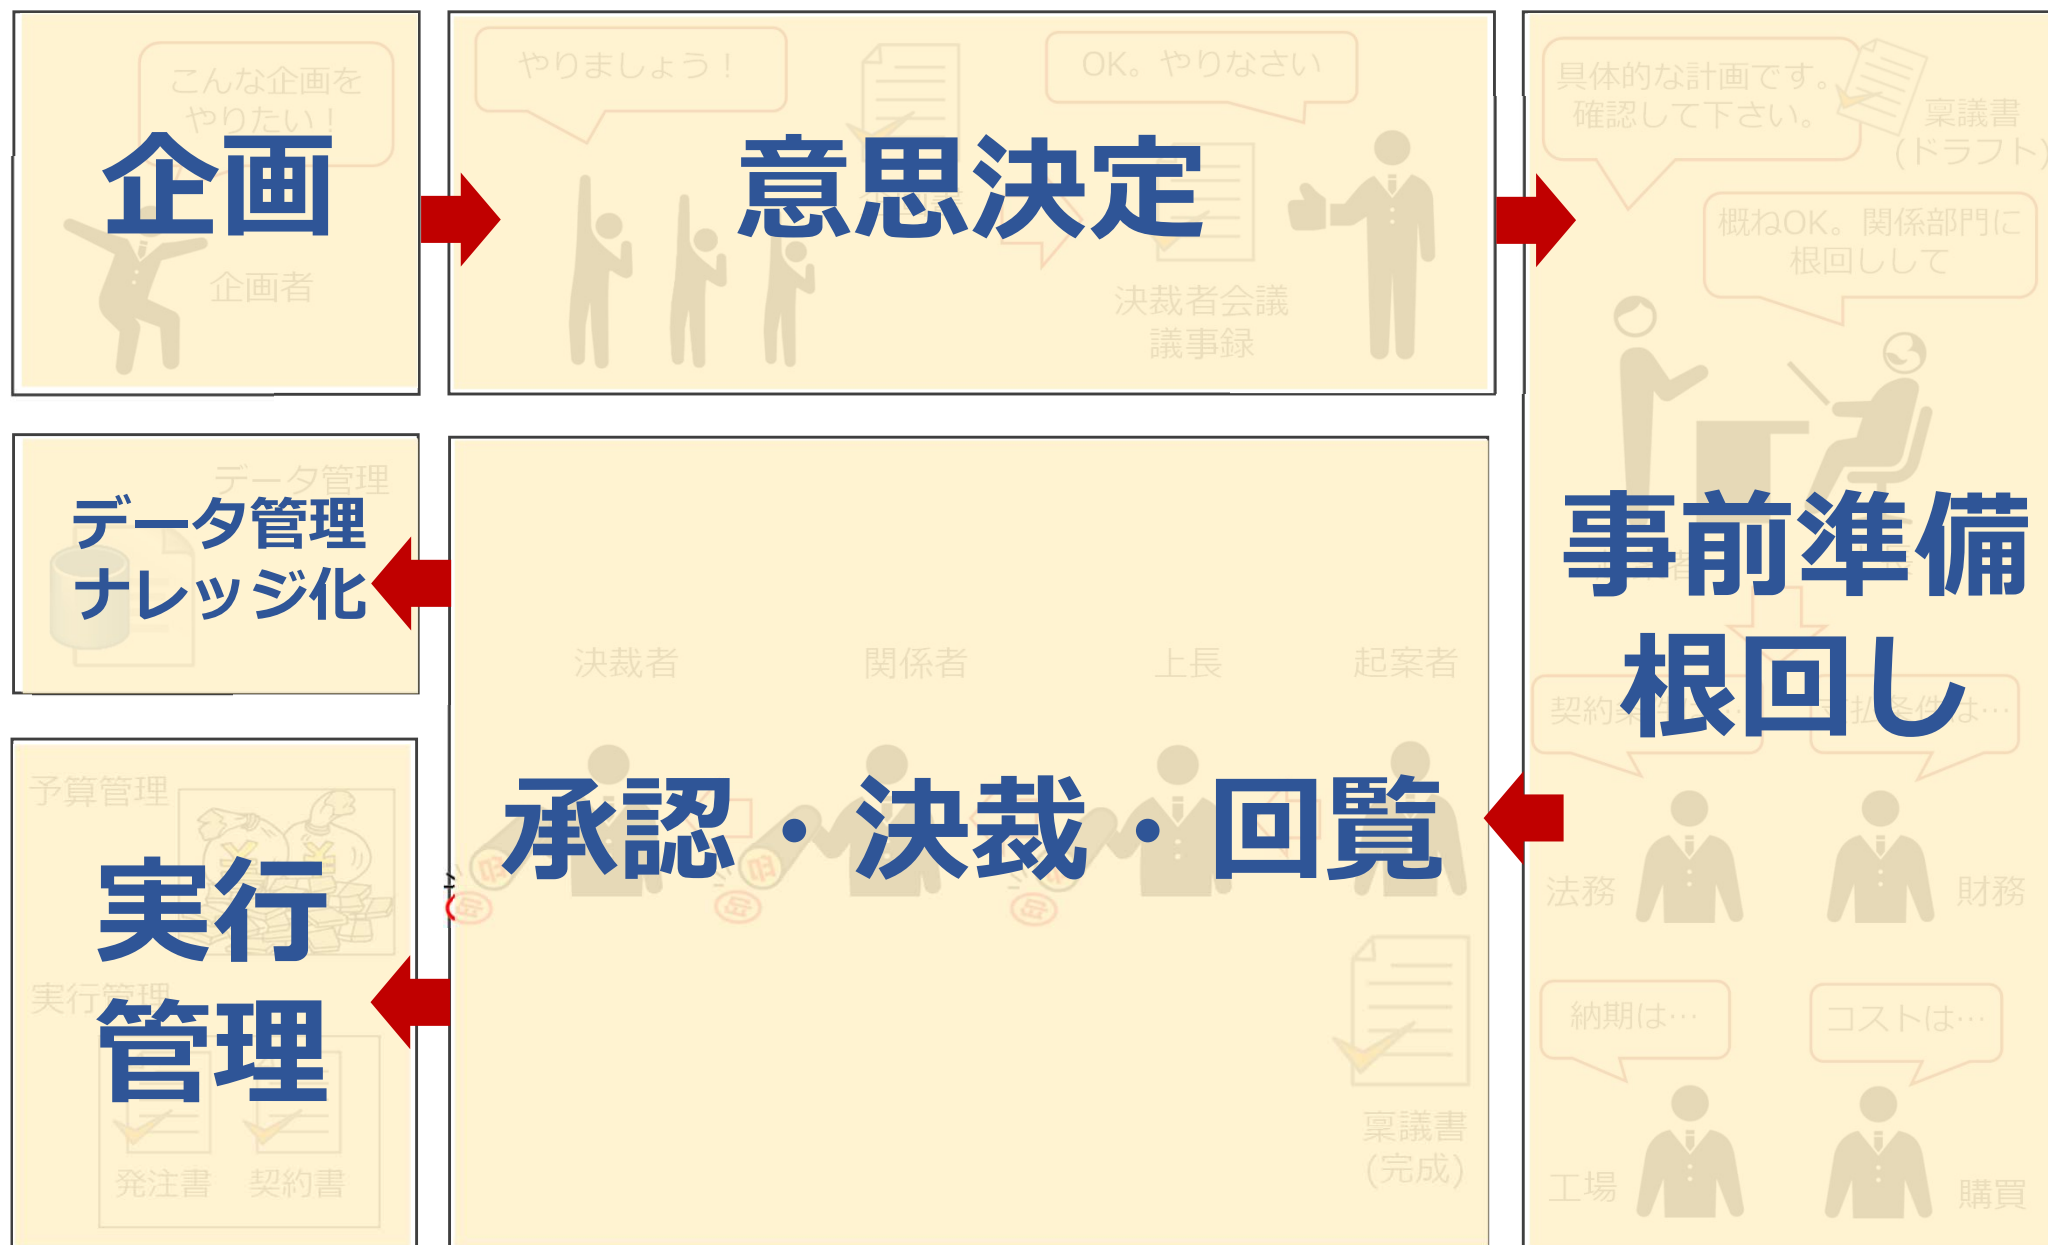 こんな企画を
やりたい！
企画
企画者
やりましょう！
OK。やりなさい
意思決定
決裁者会議
議事録
具体的な計画です。
確認して下さい。
稟議書
(ドラフト)
概ねOK。関係部門に
根回しして
事前準備
根回し
支払条件は…
法務
財務
納期は…
コストは…
工場
購買
決裁者
関係者
上長
起案者
承認・決裁・回覧
稟議書
(完成)
データ管理
データ管理
ナレッジ化
予算管理
実行
実行管理
管理
発注書
契約書